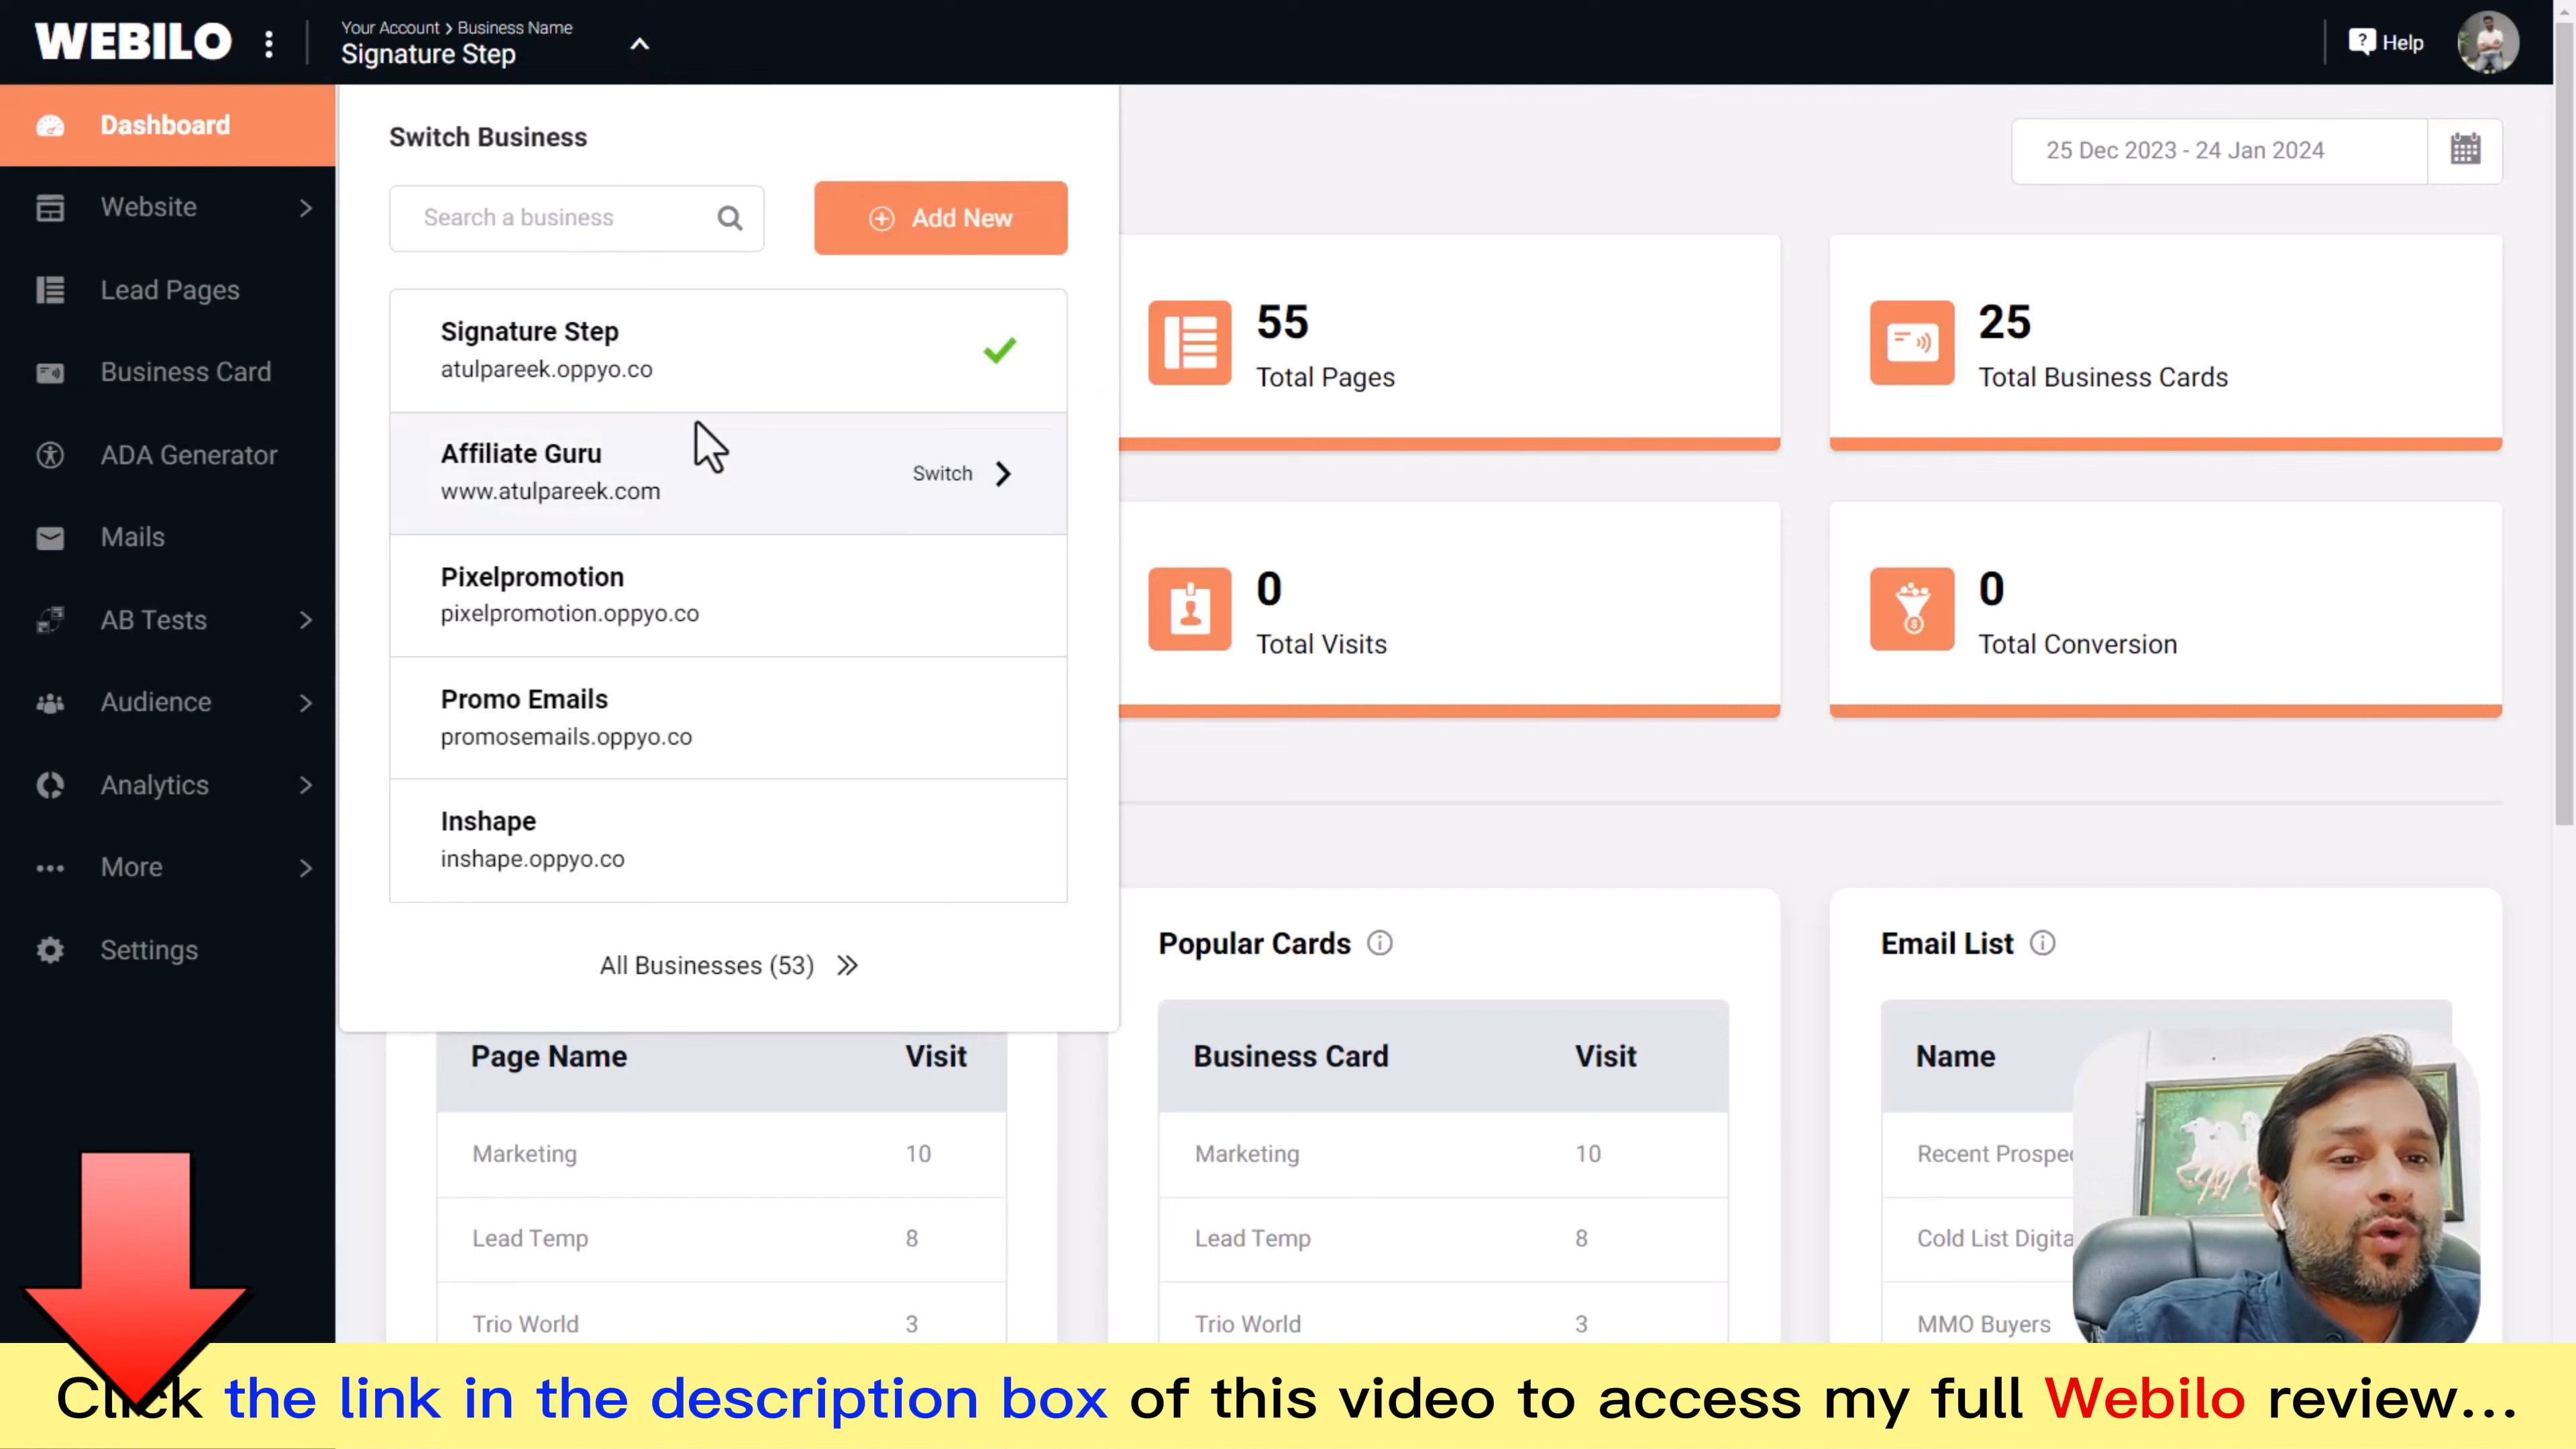 WEBILO
Your Account > Business Name
Signature Step
Help
Dashboard
Website
Lead Pages
Business Card
ADA Generator
Mails
AB Tests
Audience
Analytics
More
Settings
Switch Business
Search a business
Add New
Signature Step
atulpareek.oppyo.co
Affiliate Guru
www.atulpareek.com
Switch
Pixelpromotion
pixelpromotion.oppyo.co
Promo Emails
promosemails.oppyo.co
Inshape
inshape.oppyo.co
All Businesses (53)
25 Dec 2023 - 24 Jan 2024
55
Total Pages
25
Total Business Cards
0
Total Visits
0
Total Conversion
Page Name Visit
Marketing 10
Lead Temp 8
Trio World 3
Popular Cards
Business Card Visit
Marketing 10
Lead Temp 8
Trio World 3
Email List
Name
Recent Prospe
Cold List Digita
MMO Buyers
Click the link in the description box of this video to access my full Webilo review...